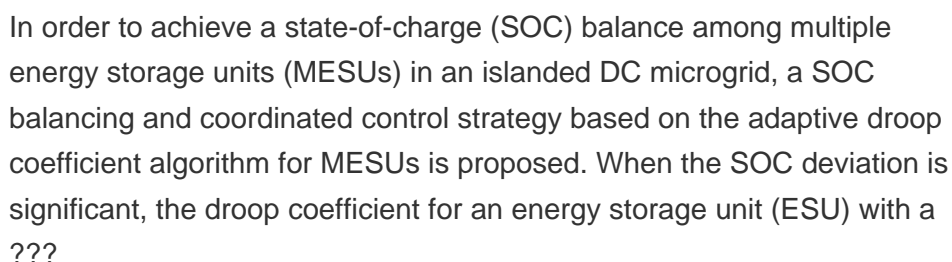 In order to achieve a state-of-charge (SOC) balance among multiple
energy storage units (MESUs) in an islanded DC microgrid, a SOC
balancing and coordinated control strategy based on the adaptive droop
coefficient algorithm for MESUs is proposed. When the SOC deviation is
significant, the droop coefficient for an energy storage unit (ESU) with a
???